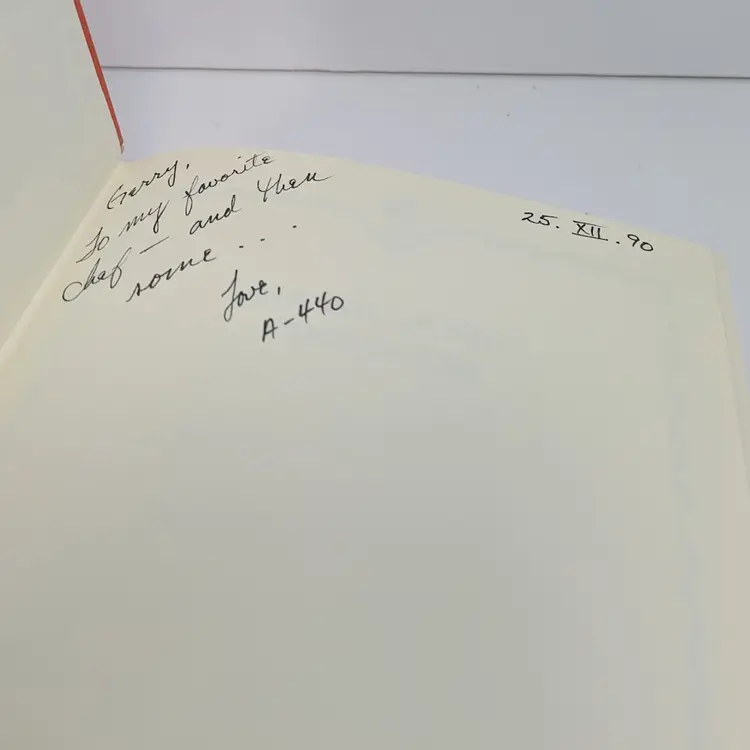 Gerry,
To my favorite
chef — and then
some . . .
Love,
A-440
25. XII. 90